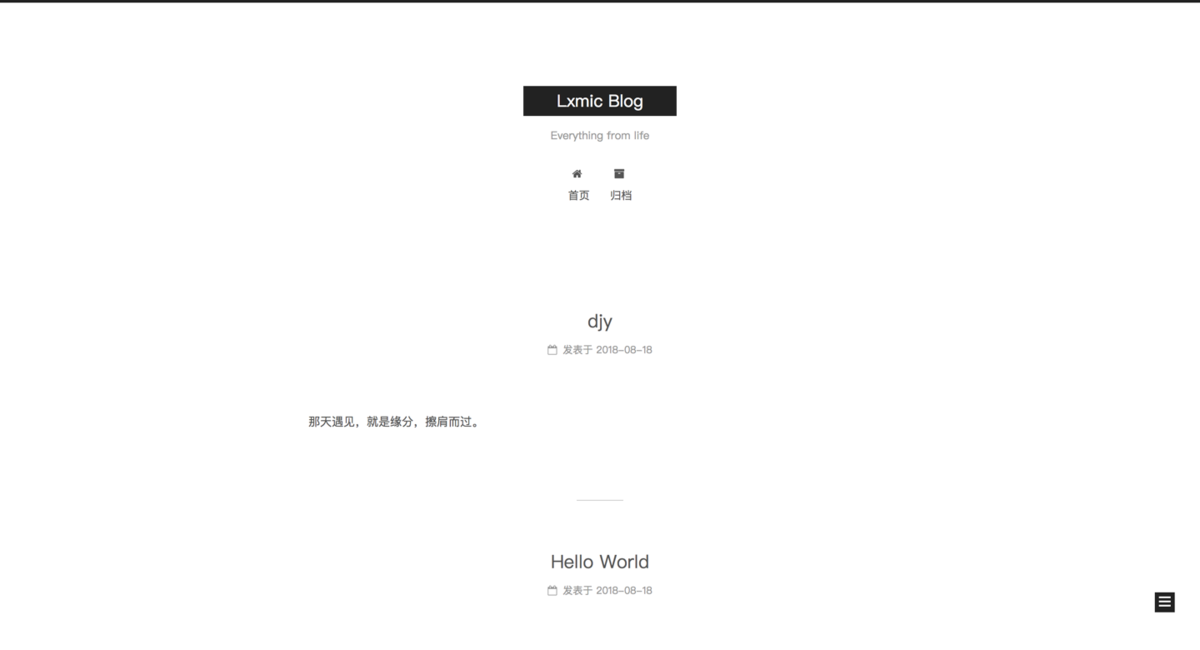 Lxmic Blog
Everything from life
首页 归档
djy
发表于 2018-08-18
那天遇见，就是缘分，擦肩而过。
Hello World
发表于 2018-08-18